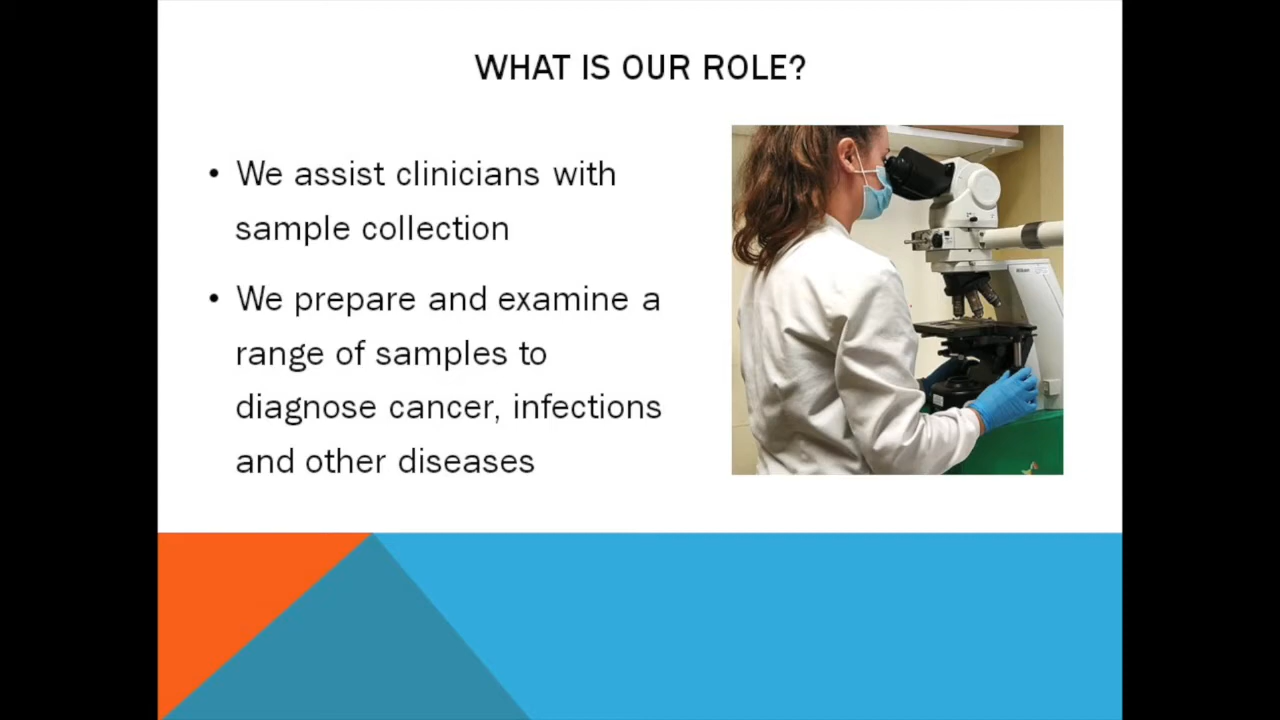 WHAT IS OUR ROLE?
• We assist clinicians with
sample collection
• We prepare and examine a
range of samples to
diagnose cancer, infections
and other diseases